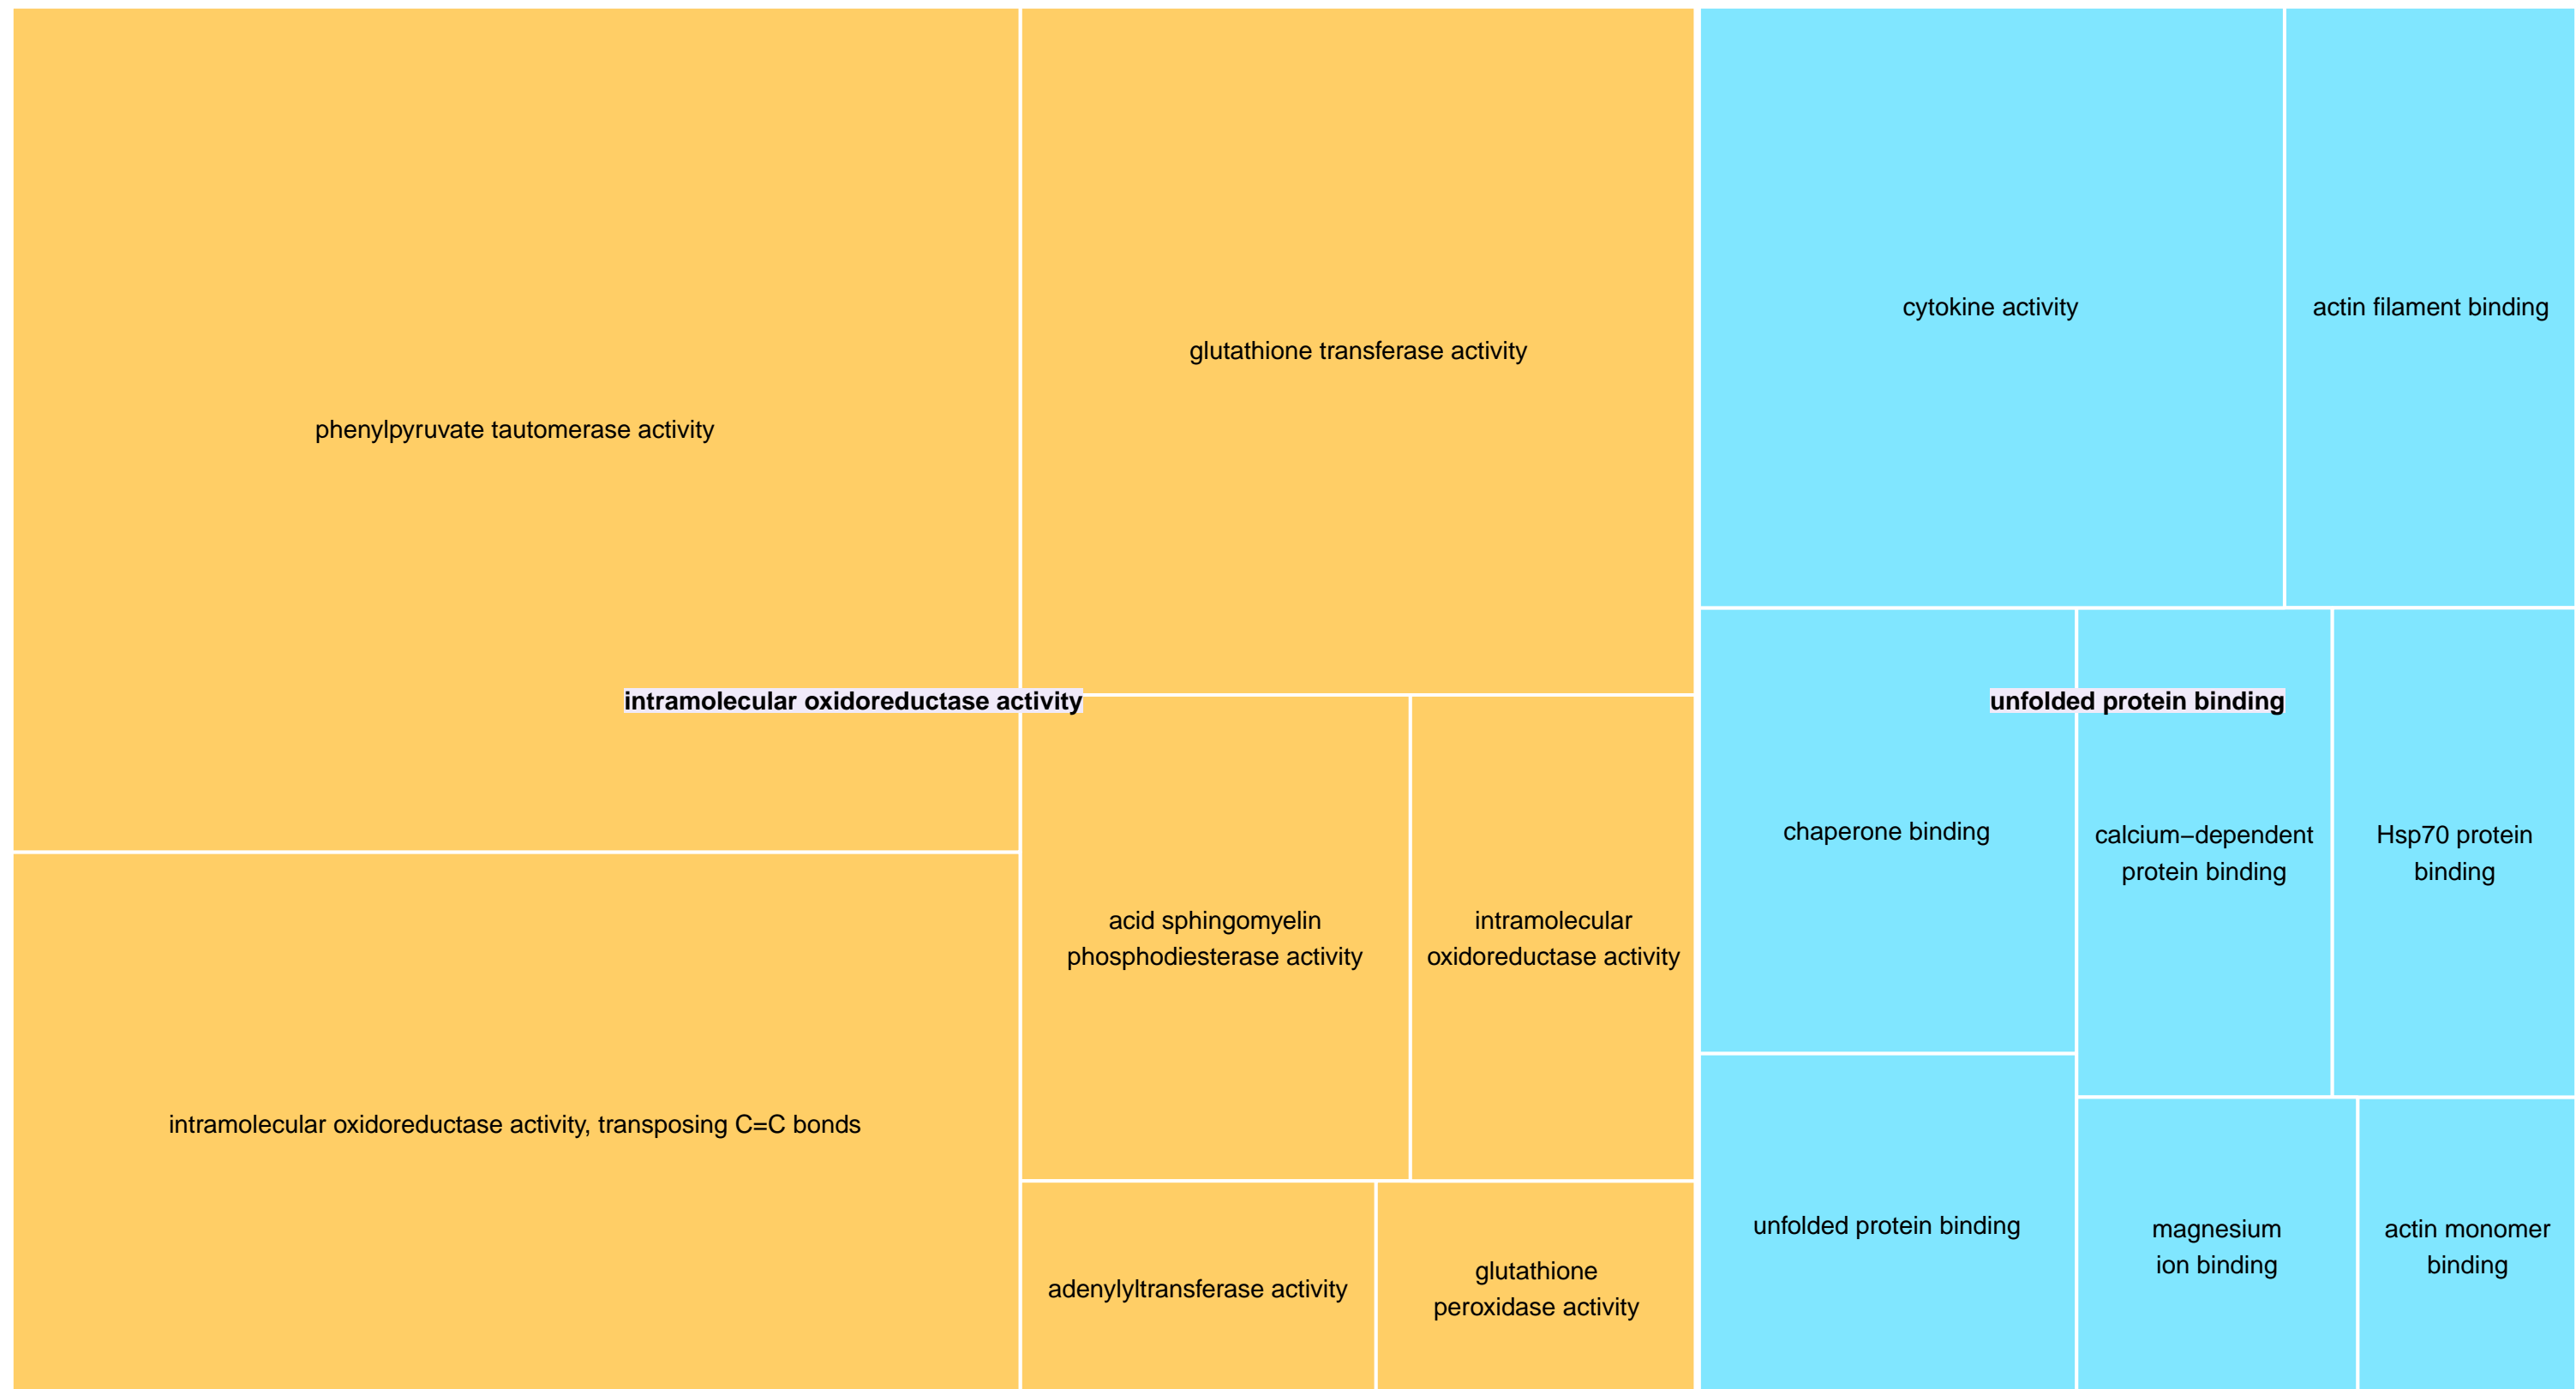 phenylpyruvate tautomerase activity
glutathione transferase activity
intramolecular oxidoreductase activity
intramolecular oxidoreductase activity, transposing C=C bonds
acid sphingomyelin
phosphodiesterase activity
intramolecular
oxidoreductase activity
adenylyltransferase activity
glutathione
peroxidase activity
cytokine activity
actin filament binding
unfolded protein binding
chaperone binding
calcium−dependent
protein binding
Hsp70 protein
binding
unfolded protein binding
magnesium
ion binding
actin monomer
binding